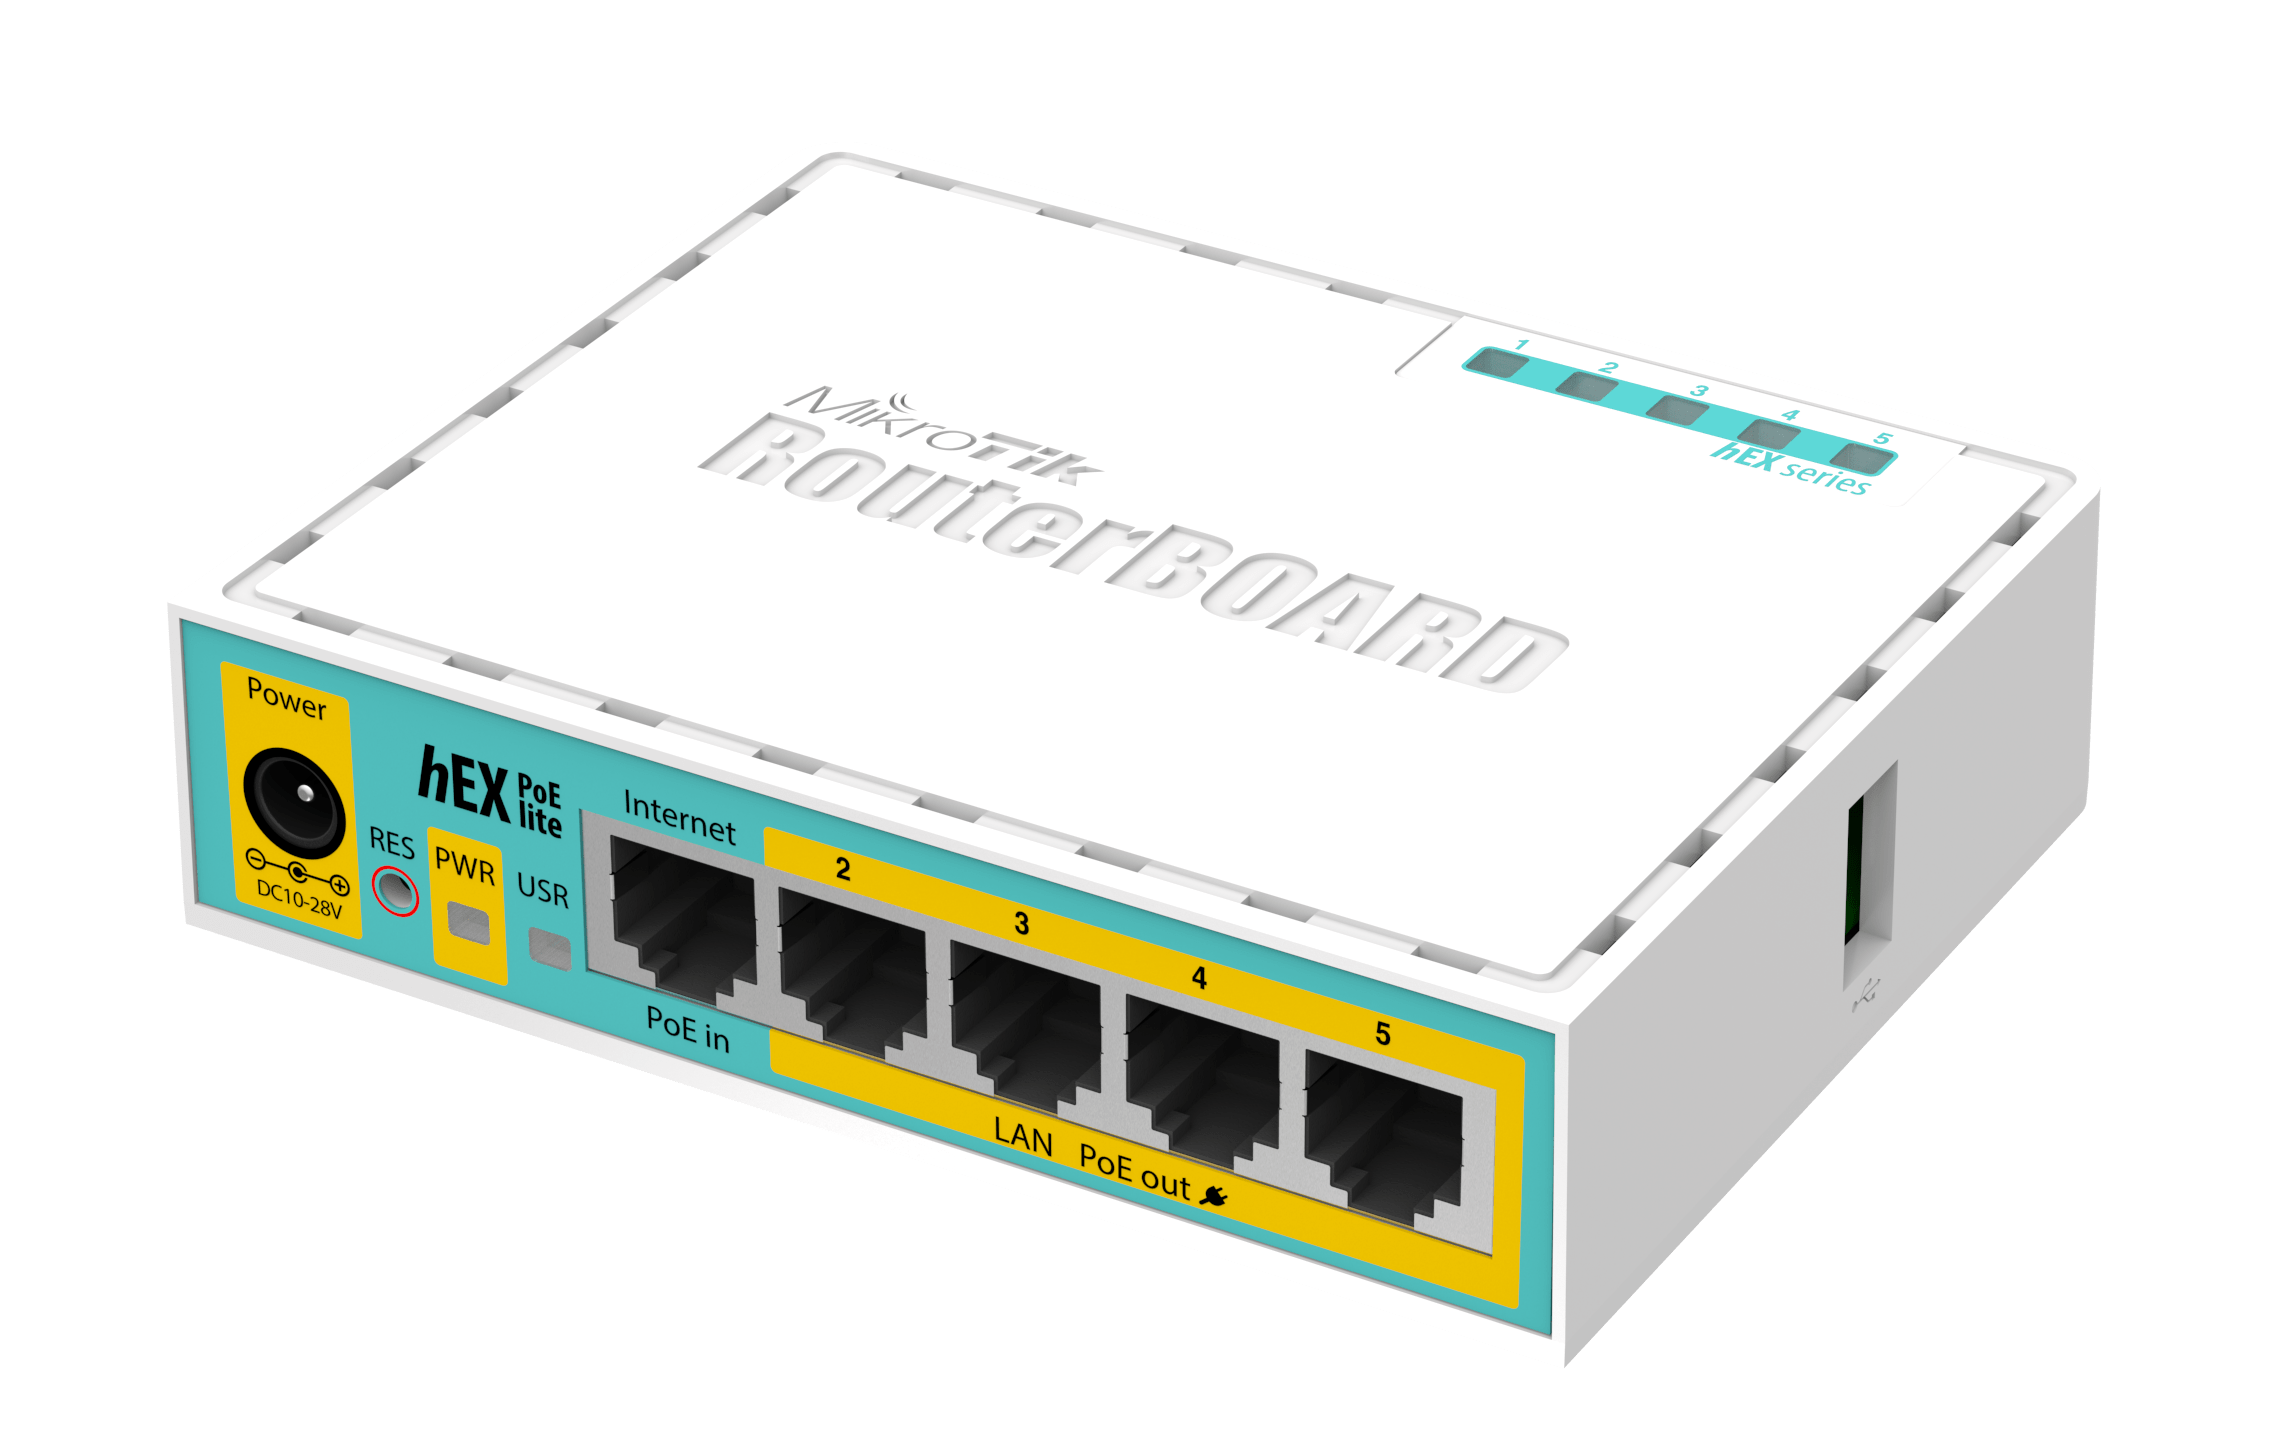 MikroTik
RouterBOARD
1 2 3 4 5
hEX series
Power
DC10-28V
RES
hEX PoE lite
PWR
USR
Internet
PoE in
2 3 4 5
LAN PoE out